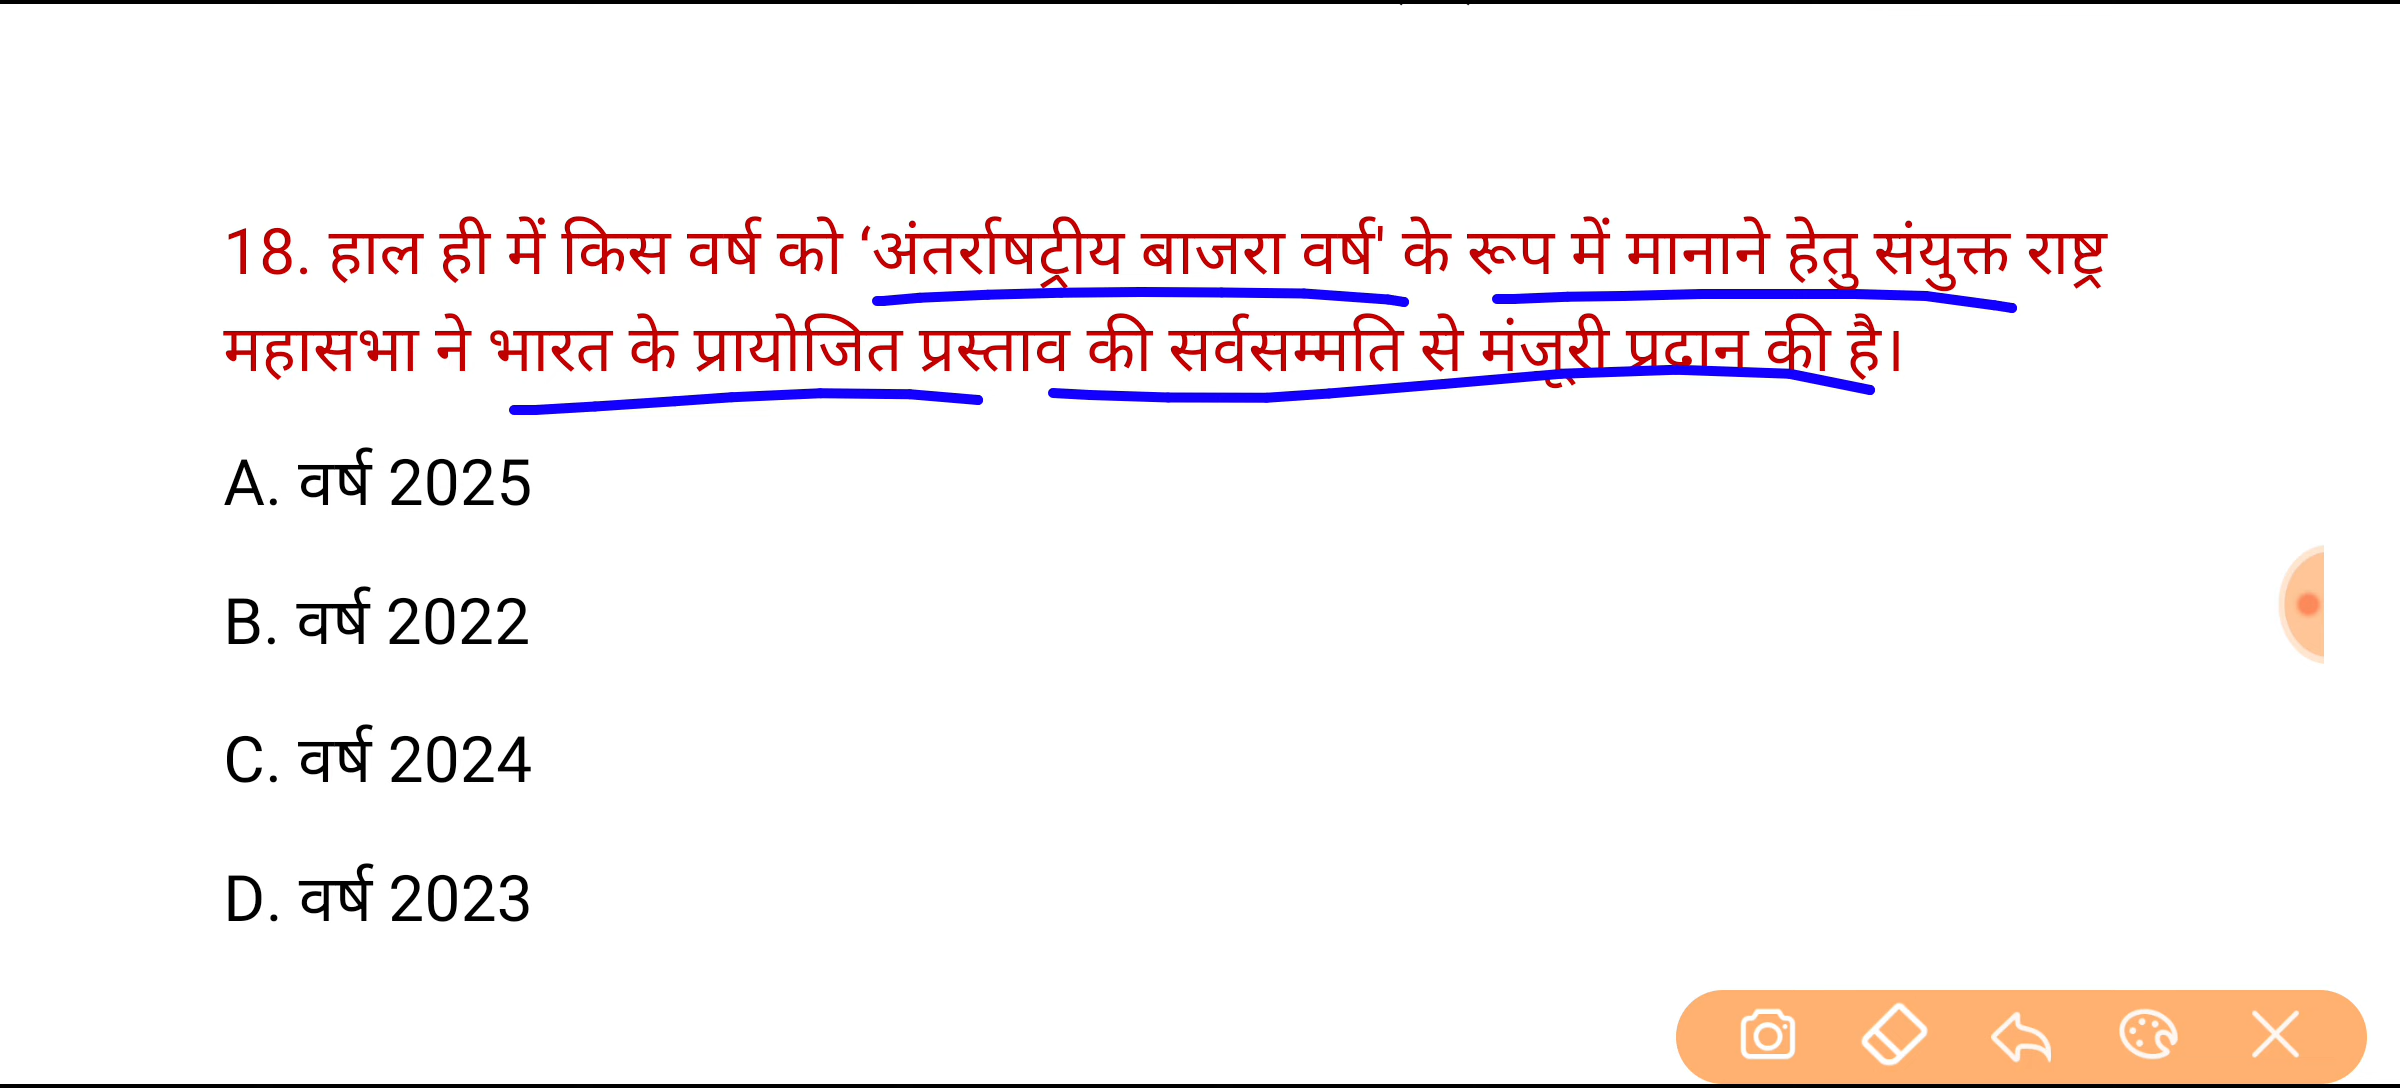 18. हाल ही में किस वर्ष को ‘अंतर्राषट्रीय बाजरा वर्ष' के रूप में मानाने हेतु संयुक्त राष्ट्र
महासभा ने भारत के प्रायोजित प्रस्ताव की सर्वसम्मति से मंजूरी प्रदान की है।
A. वर्ष 2025
B. वर्ष 2022
C. वर्ष 2024
D. वर्ष 2023